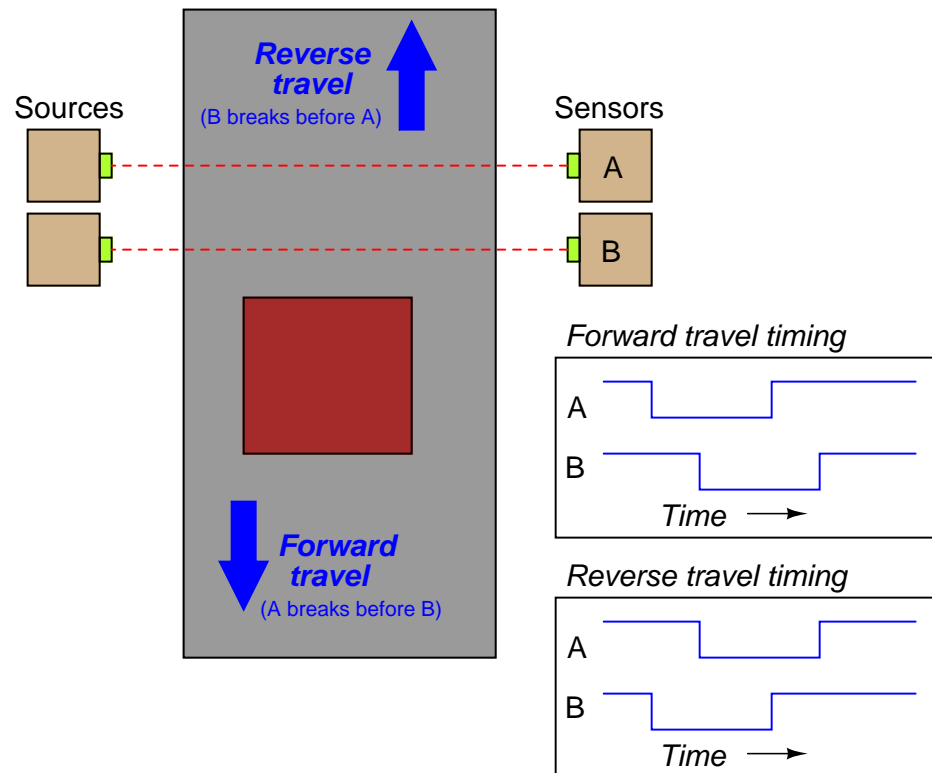 Reverse
travel
(B breaks before A)
Sources
Sensors
A
B
Forward travel timing
A
B
Time
Forward
travel
(A breaks before B)
Reverse travel timing
A
B
Time